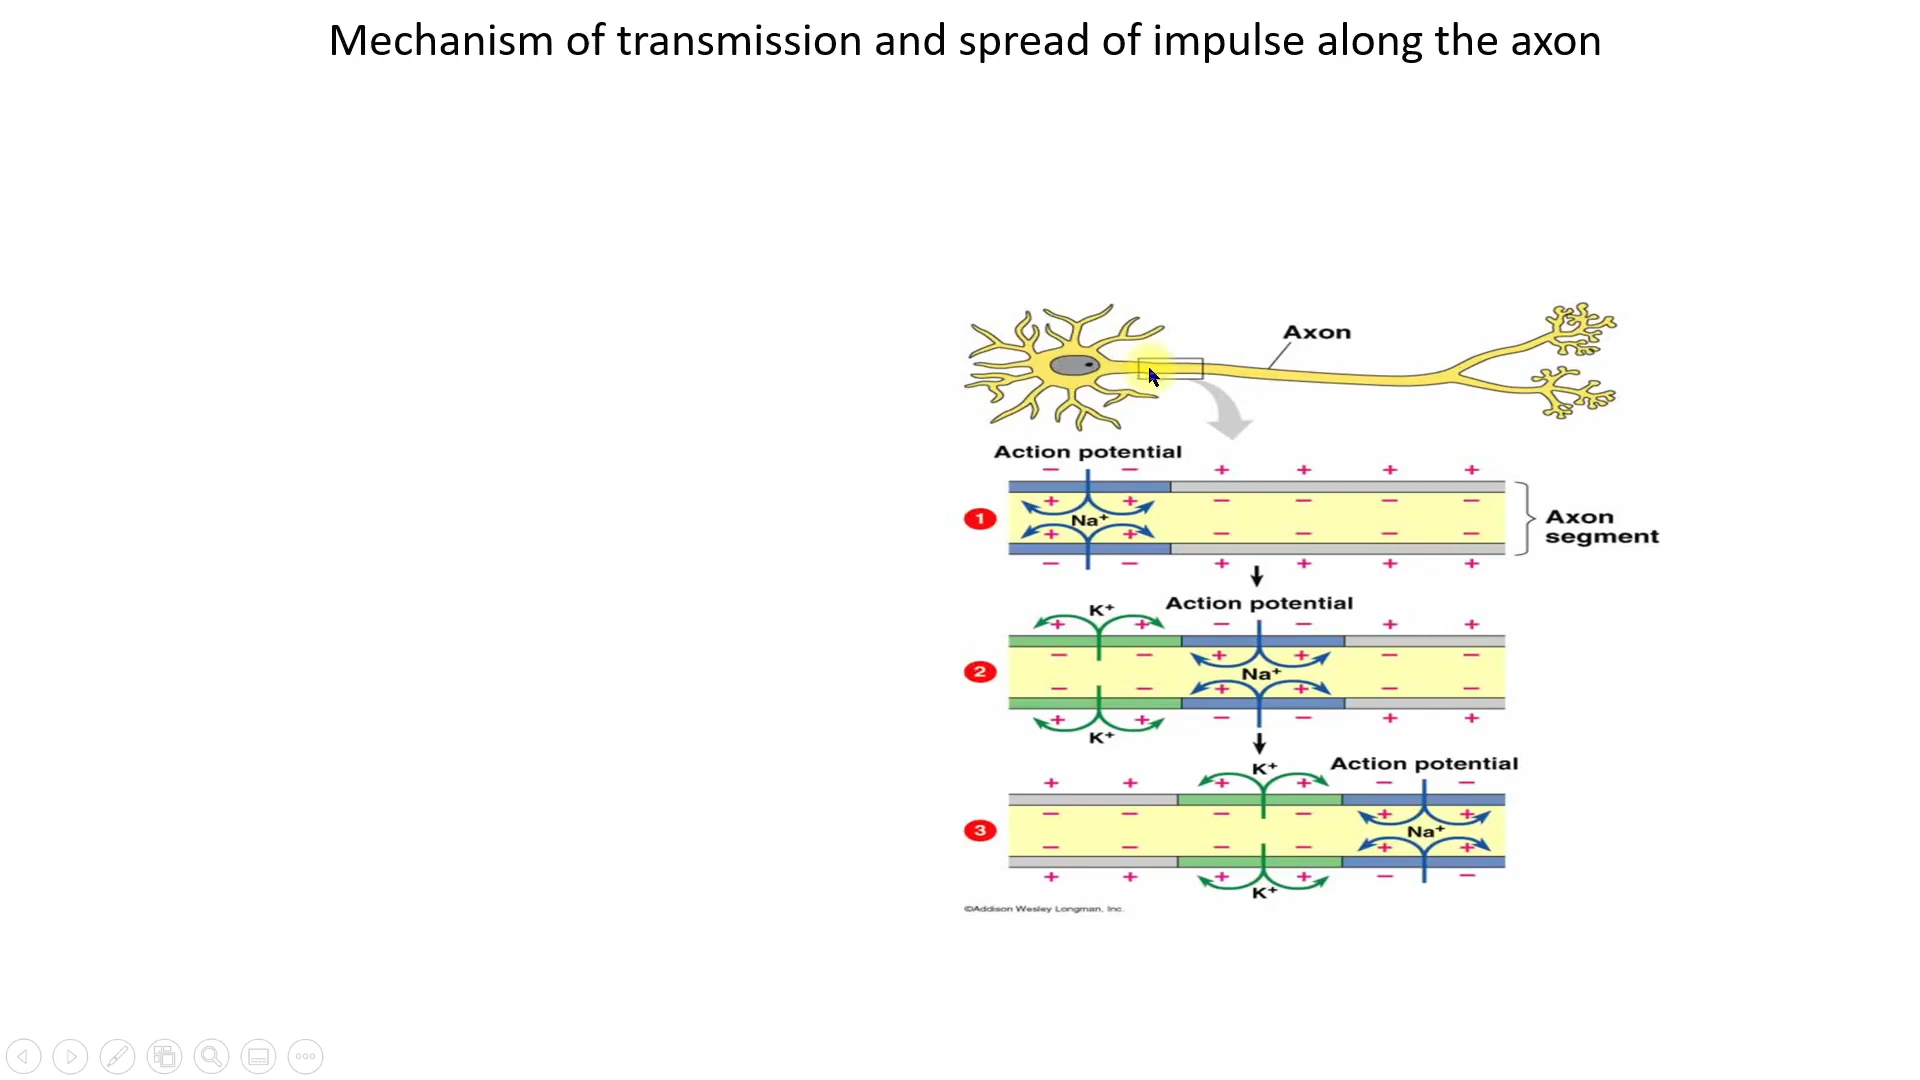 Mechanism of transmission and spread of impulse along the axon
Axon
Action potential
− − + + + +
+ + − − − −
1 Na⁺
+ + − − − −
Axon
segment
− − + + + +
K⁺ Action potential
+ + − − + +
− − + + − −
2 Na⁺
− − + + − −
+ + − − + +
K⁺
K⁺ Action potential
+ + + + − −
− − − − + +
3 Na⁺
− − − − + +
+ + + + − −
K⁺
©Addison Wesley Longman, Inc.